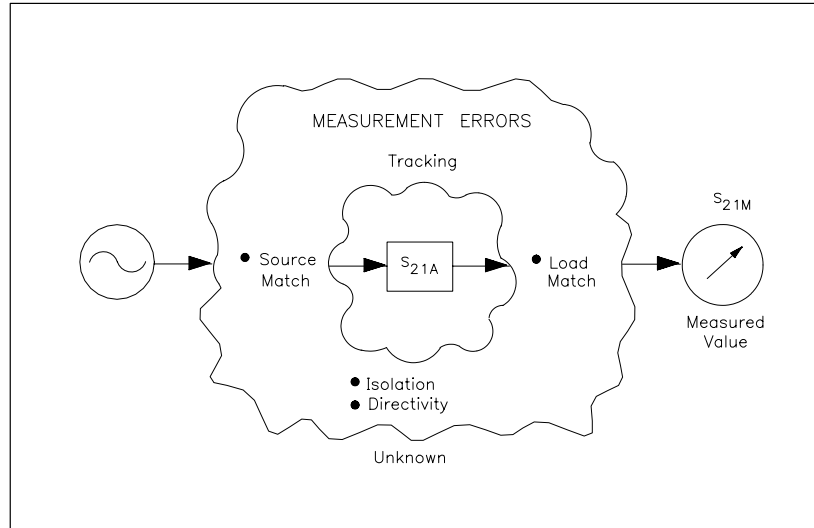 MEASUREMENT ERRORS
Tracking
S21M
• Source
Match
S21A
• Load
Match
Measured
Value
• Isolation
• Directivity
Unknown